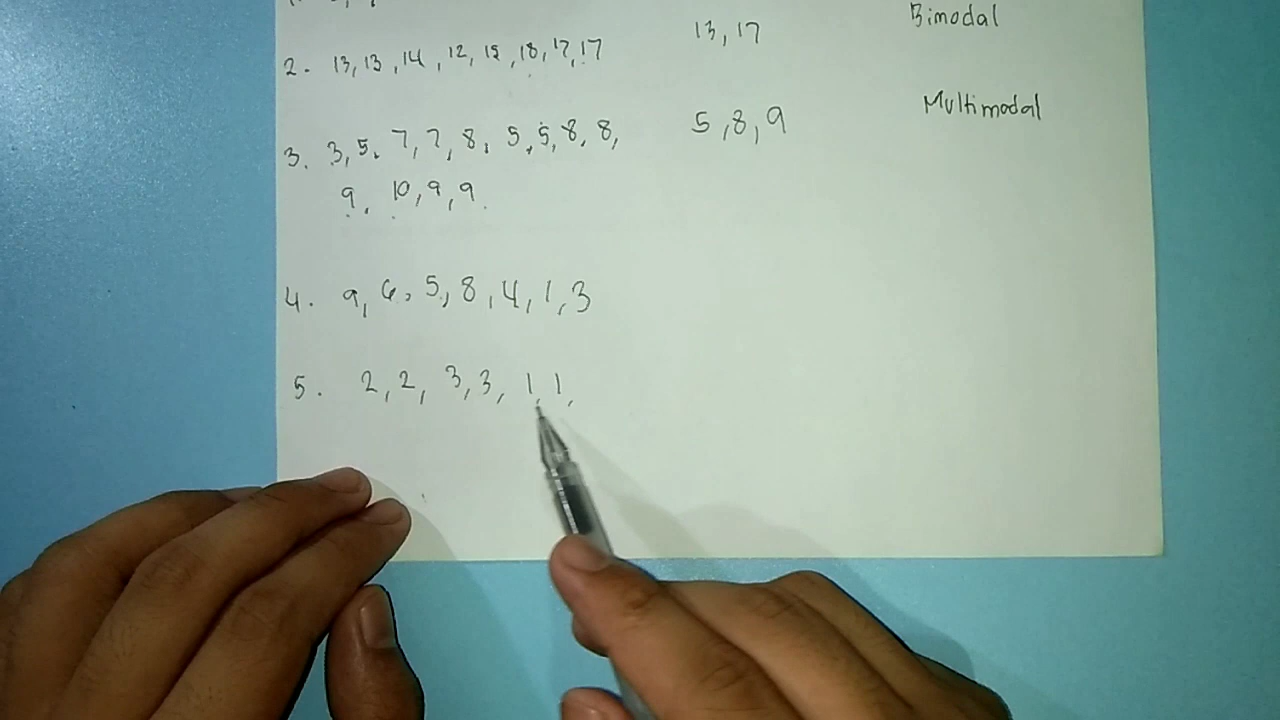 Bimodal
2. 13, 13, 14, 12, 15, 18, 17, 17 13, 17
Multimodal
3. 3, 5, 7, 7, 8, 5, 5, 8, 8, 5, 8, 9
9, 10, 9, 9
4. 9, 6, 5, 8, 4, 1, 3
5. 2, 2, 3, 3, 1, 1,